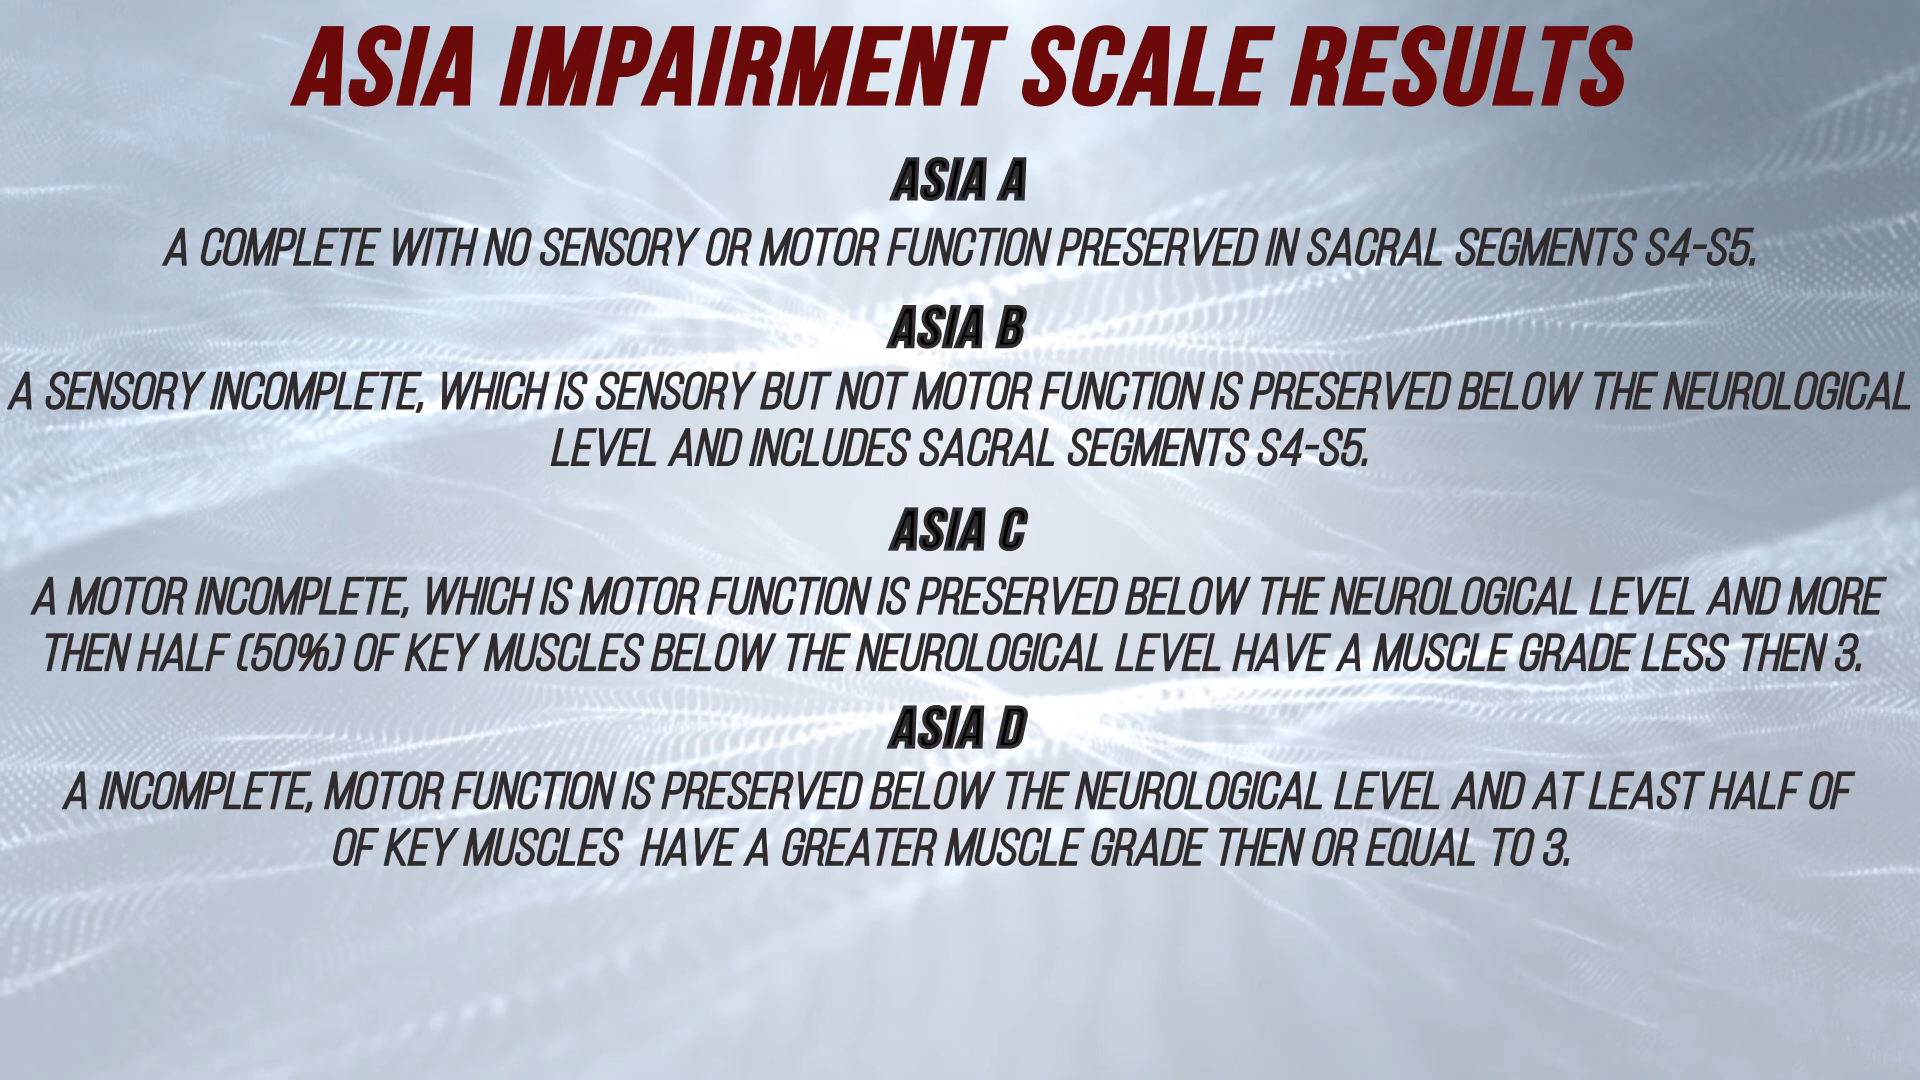 ASIA IMPAIRMENT SCALE RESULTS
ASIA A
A COMPLETE WITH NO SENSORY OR MOTOR FUNCTION PRESERVED IN SACRAL SEGMENTS S4-S5.
ASIA B
A SENSORY INCOMPLETE, WHICH IS SENSORY BUT NOT MOTOR FUNCTION IS PRESERVED BELOW THE NEUROLOGICAL
LEVEL AND INCLUDES SACRAL SEGMENTS S4-S5.
ASIA C
A MOTOR INCOMPLETE, WHICH IS MOTOR FUNCTION IS PRESERVED BELOW THE NEUROLOGICAL LEVEL AND MORE
THEN HALF (50%) OF KEY MUSCLES BELOW THE NEUROLOGICAL LEVEL HAVE A MUSCLE GRADE LESS THEN 3.
ASIA D
A INCOMPLETE, MOTOR FUNCTION IS PRESERVED BELOW THE NEUROLOGICAL LEVEL AND AT LEAST HALF OF
OF KEY MUSCLES HAVE A GREATER MUSCLE GRADE THEN OR EQUAL TO 3.